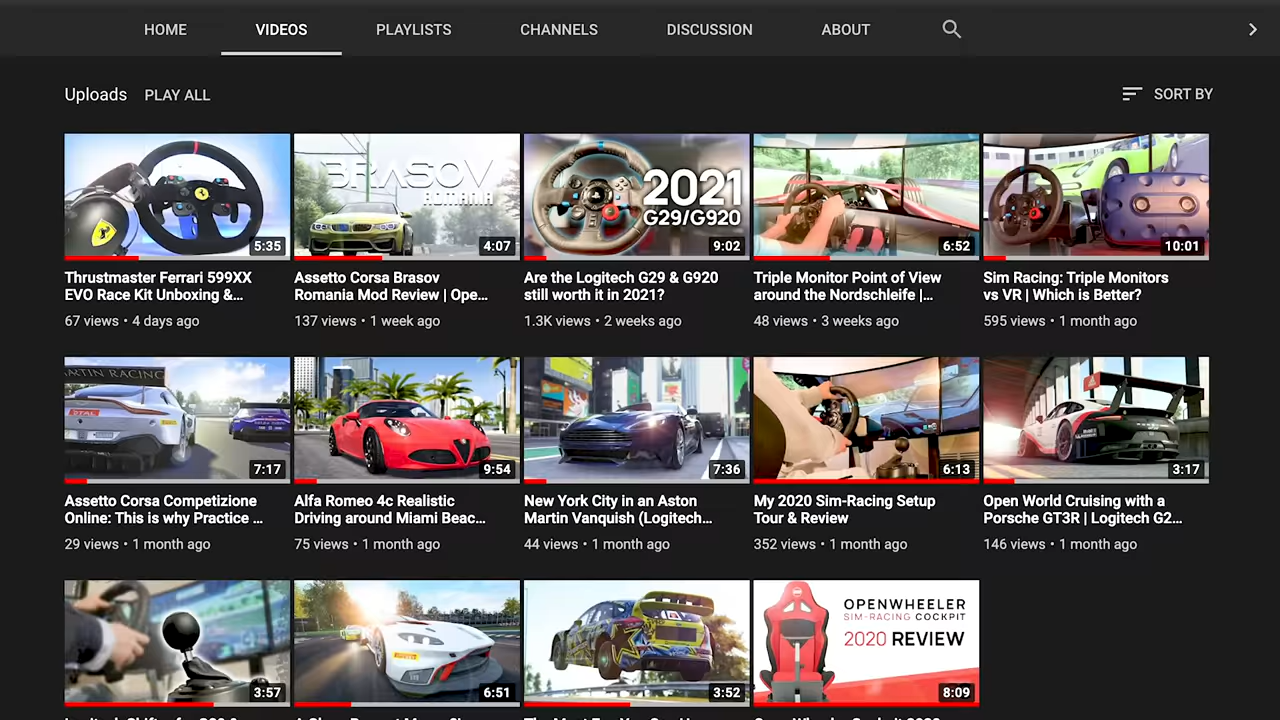 HOME VIDEOS PLAYLISTS CHANNELS DISCUSSION ABOUT
Uploads PLAY ALL SORT BY
BRASOV
ROMANIA
2021
G29/G920
5:35 4:07 9:02 6:52 10:01
Thrustmaster Ferrari 599XX
EVO Race Kit Unboxing &...
67 views • 4 days ago
Assetto Corsa Brasov
Romania Mod Review | Ope...
137 views • 1 week ago
Are the Logitech G29 & G920
still worth it in 2021?
1.3K views • 2 weeks ago
Triple Monitor Point of View
around the Nordschleife |...
48 views • 3 weeks ago
Sim Racing: Triple Monitors
vs VR | Which is Better?
595 views • 1 month ago
MARTIN RACING
7:17 9:54 7:36 6:13 3:17
Assetto Corsa Competizione
Online: This is why Practice ...
29 views • 1 month ago
Alfa Romeo 4c Realistic
Driving around Miami Beac...
75 views • 1 month ago
New York City in an Aston
Martin Vanquish (Logitech...
44 views • 1 month ago
My 2020 Sim-Racing Setup
Tour & Review
352 views • 1 month ago
Open World Cruising with a
Porsche GT3R | Logitech G2...
146 views • 1 month ago
OPENWHEELER
SIM-RACING COCKPIT
2020 REVIEW
3:57 6:51 3:52 8:09